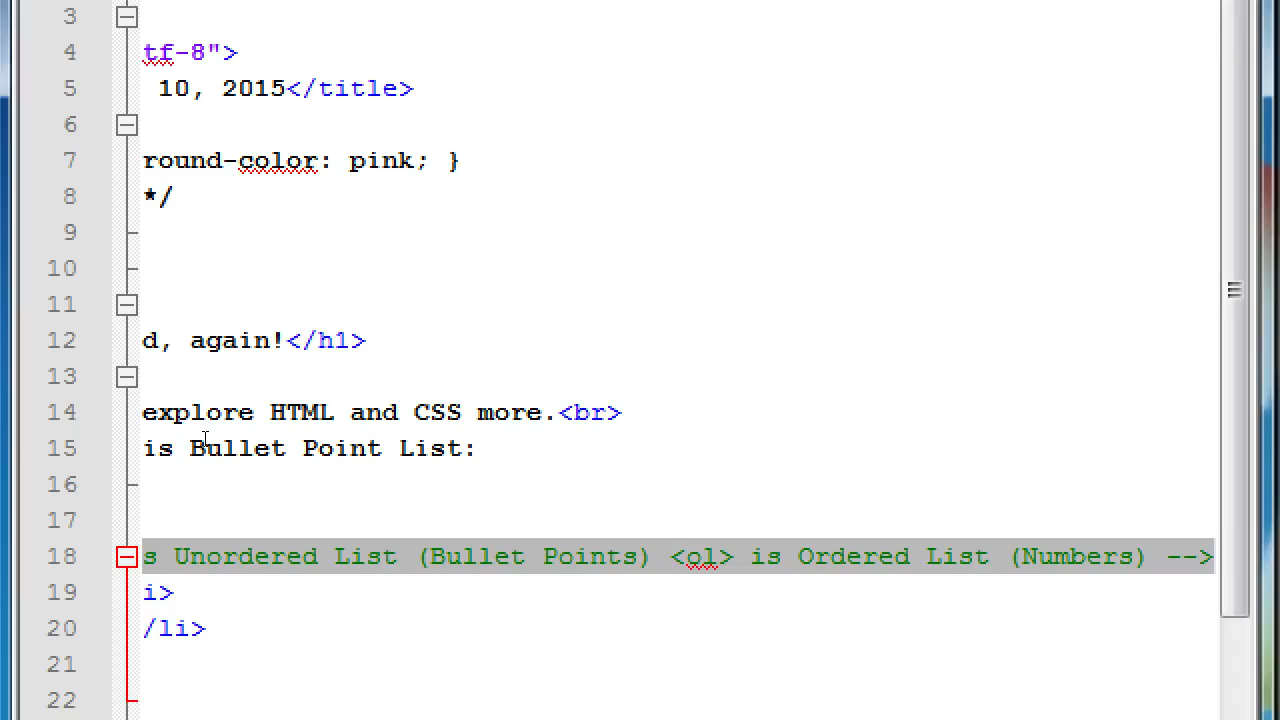 3
4 tf-8">
5 10, 2015</title>
6
7 round-color: pink; }
8 */
9
10
11
12 d, again!</h1>
13
14 explore HTML and CSS more.<br>
15 is Bullet Point List:
16
17
18 s Unordered List (Bullet Points) <ol> is Ordered List (Numbers) -->
19 i>
20 /li>
21
22